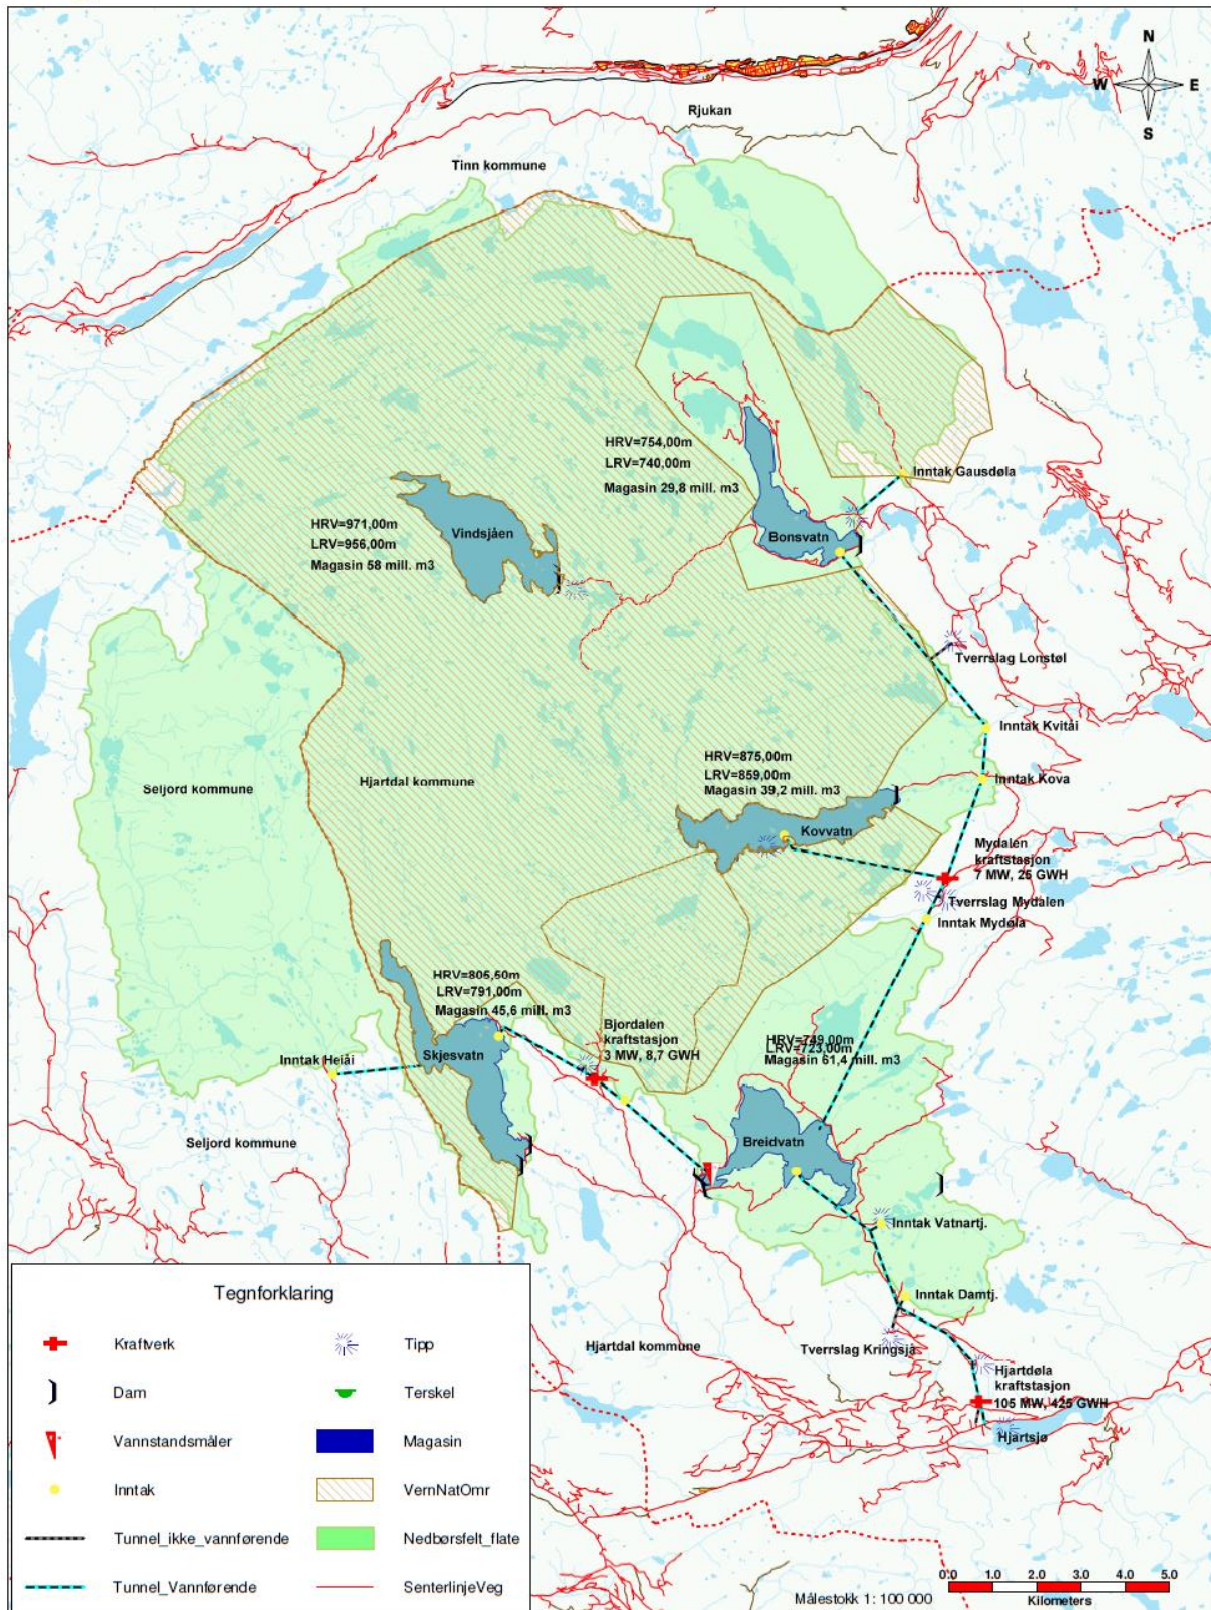 N
W
E
S
Rjukan
Tinn kommune
HRV=754,00m
LRV=740,00m
Magasin 29,8 mill. m3
Inntak Gausdøla
HRV=971,00m
LRV=956,00m
Magasin 58 mill. m3
Vindsjåen
Bonsvatn
Tverrslag Lonstøl
Inntak Kvitåi
HRV=875,00m
LRV=859,00m
Magasin 39,2 mill. m3
Inntak Kova
Seljord kommune
Hjartdal kommune
Kovvatn
Mydalen
kraftstasjon
7 MW, 25 GWH
Tverrslag Mydalen
Inntak Mydøla
HRV=805,50m
LRV=791,00m
Magasin 45,6 mill. m3
Bjordalen
kraftstasjon
3 MW, 8,7 GWH
HRV=749,00m
LRV=723,00m
Magasin 61,4 mill. m3
Inntak Heiåi
Skjesvatn
Seljord kommune
Breidvatn
Inntak Vatnartj.
Inntak Damtj.
Hjartdal kommune
Tverrslag Kringsjå
Hjartdøla
kraftstasjon
105 MW, 425 GWH
Hjartsjø
Tegnforklaring
Kraftverk
Tipp
Dam
Terskel
Vannstandsmåler
Magasin
Inntak
VernNatOmr
Tunnel_ikke_vannførende
Nedbørsfelt_flate
Tunnel_Vannførende
SenterlinjeVeg
Målestokk 1: 100 000
0.0 1.0 2.0 3.0 4.0 5.0
Kilometers